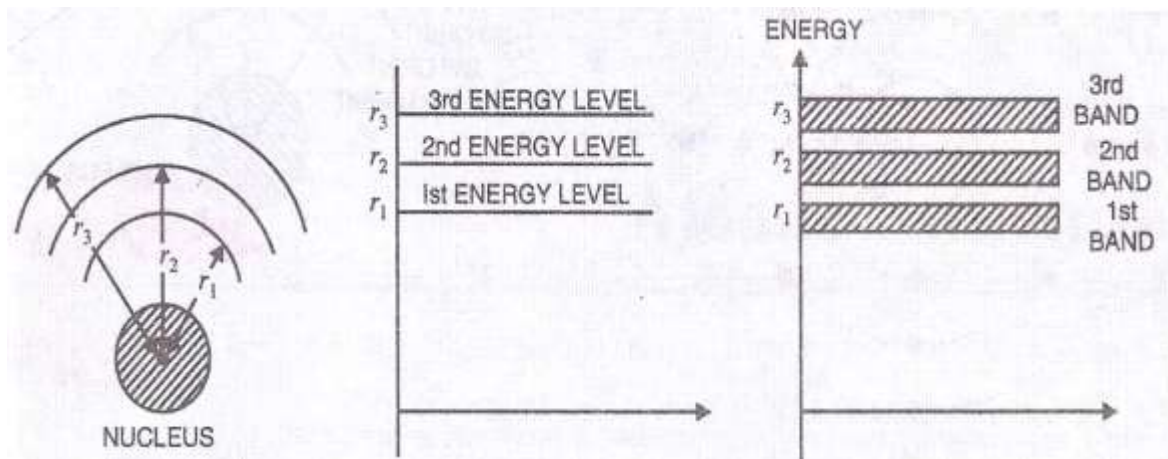 r3
r2
r1
NUCLEUS
r3
3rd ENERGY LEVEL
r2
2nd ENERGY LEVEL
r1
1st ENERGY LEVEL
ENERGY
r3
3rd
BAND
r2
2nd
BAND
r1
1st
BAND